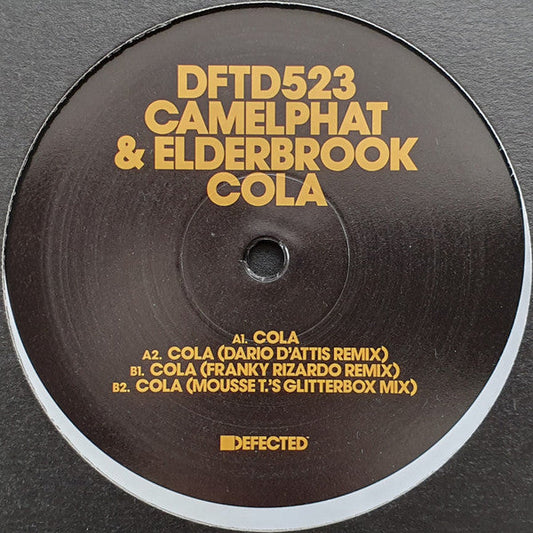 DFTD523
CAMELPHAT
& ELDERBROOK
COLA
A1. COLA
A2. COLA (DARIO D'ATTIS REMIX)
B1. COLA (FRANKY RIZARDO REMIX)
B2. COLA (MOUSSE T.'S GLITTERBOX MIX)
DEFECTED